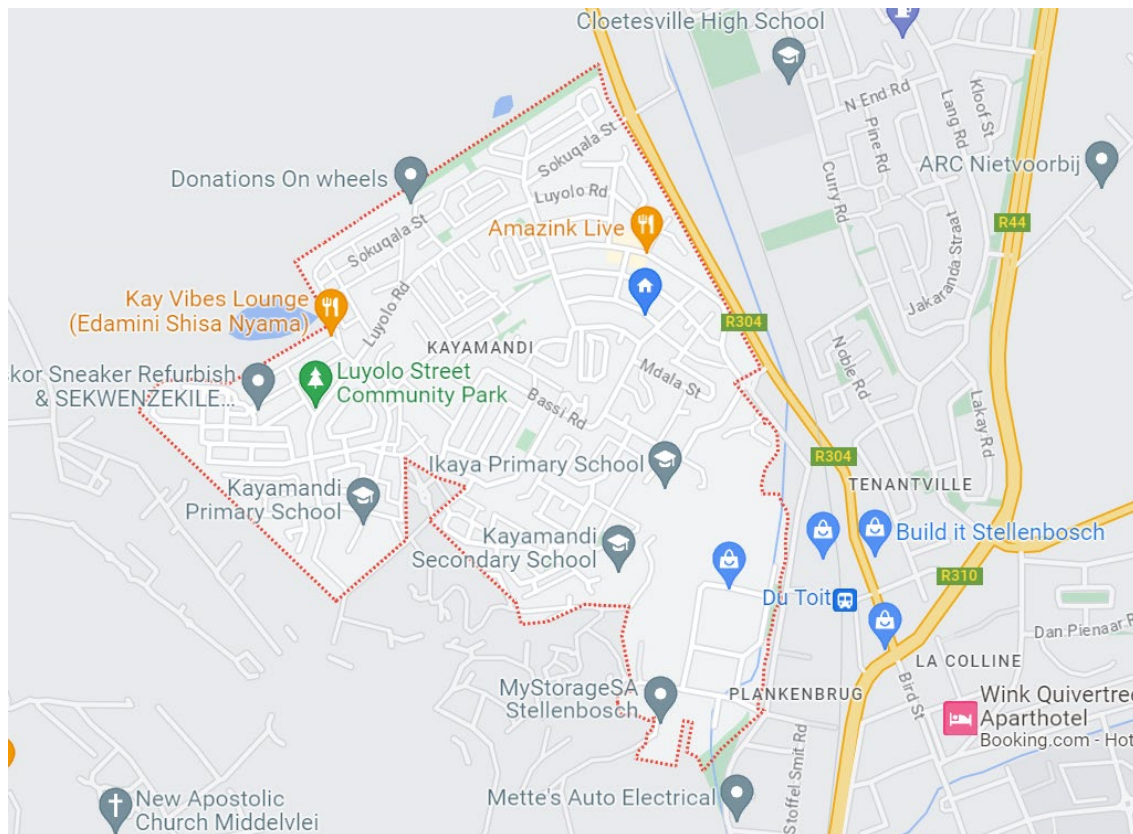 Cloetesville High School
N End Rd
Lang Rd
Kloof St
Pine Rd
Curry Rd
Sokuqala St
ARC Nietvoorbij
Donations On wheels
Luyolo Rd
R44
Amazink Live
Sokuqala St
Jakaranda Straat
Kay Vibes Lounge
(Edamini Shisa Nyama)
Luyolo Rd
R304
KAYAMANDI
Noble Rd
Mdala St
skor Sneaker Refurbish
& SEKWENZEKILE...
Luyolo Street
Community Park
Bassi Rd
Lakay Rd
R304
Ikaya Primary School
TENANTVILLE
Kayamandi
Primary School
Kayamandi
Secondary School
Build it Stellenbosch
R310
Du Toit
Dan Pienaar R
LA COLLINE
MyStorageSA
Stellenbosch
PLANKENBRUG
Bird St
Wink Quivertree
Aparthotel
Booking.com - Hot
Stoffel Smit Rd
Mette's Auto Electrical
New Apostolic
Church Middelvlei